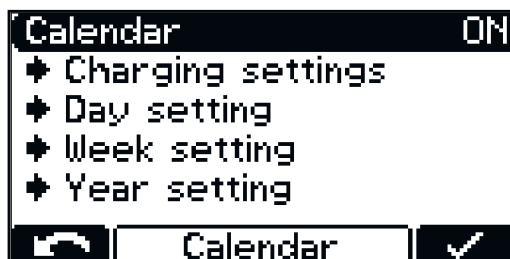 Calendar ON
Charging settings
Day setting
Week setting
Year setting
Calendar